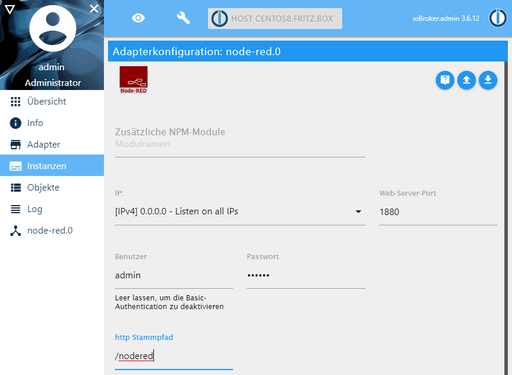 HOST CENTOS8.FRITZ.BOX
ioBroker.admin 3.6.12
admin
Administrator
Übersicht
Info
Adapter
Instanzen
Objekte
Log
node-red.0
Adapterkonfiguration: node-red.0
Node-RED
Zusätzliche NPM-Module
Modulnamen
IP:
Web-Server-Port
[IPv4] 0.0.0.0 - Listen on all IPs
1880
Benutzer
Passwort
admin
••••••
Leer lassen, um die Basic-
Authentication zu deaktivieren
http Stammpfad
/nodered